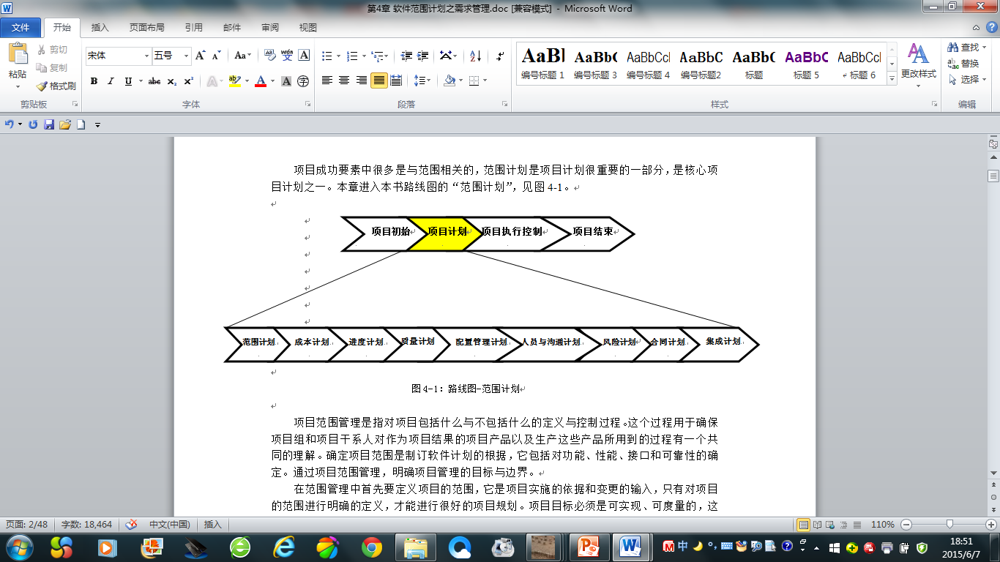 第4章 软件范围计划之需求管理.doc [兼容模式] - Microsoft Word
文件 开始 插入 页面布局 引用 邮件 审阅 视图
剪切
复制
格式刷
粘贴
宋体 五号
更改样式
查找
替换
选择
AaBl AaBbC AaBbCcl AaBbC AaBbC AaBbC AaBbCcl
编号标题 1 编号标题 3 编号标题 4 编号标题2 标题 标题 5 标题 6
剪贴板 字体 段落 样式 编辑
项目成功要素中很多是与范围相关的，范围计划是项目计划很重要的一部分，是核心项
目计划之一。本章进入本书路线图的“范围计划”，见图 4-1。
项目初始 项目计划 项目执行控制 项目结束
范围计划 成本计划 进度计划 质量计划 配置管理计划 人员与沟通计划 风险计划 合同计划 集成计划
图 4-1：路线图-范围计划
项目范围管理是指对项目包括什么与不包括什么的定义与控制过程。这个过程用于确保
项目组和项目干系人对作为项目结果的项目产品以及生产这些产品所用到的过程有一个共
同的理解。确定项目范围是制订软件计划的根据，它包括对功能、性能、接口和可靠性的确
定。通过项目范围管理，明确项目管理的目标与边界。
在范围管理中首先要定义项目的范围，它是项目实施的依据和变更的输入，只有对项目
的范围进行明确的定义，才能进行很好的项目规划。项目目标必须是可实现、可度量的，这
页面: 2/48 字数: 18,464 中文(中国) 插入 110%
中
18:51
2015/6/7